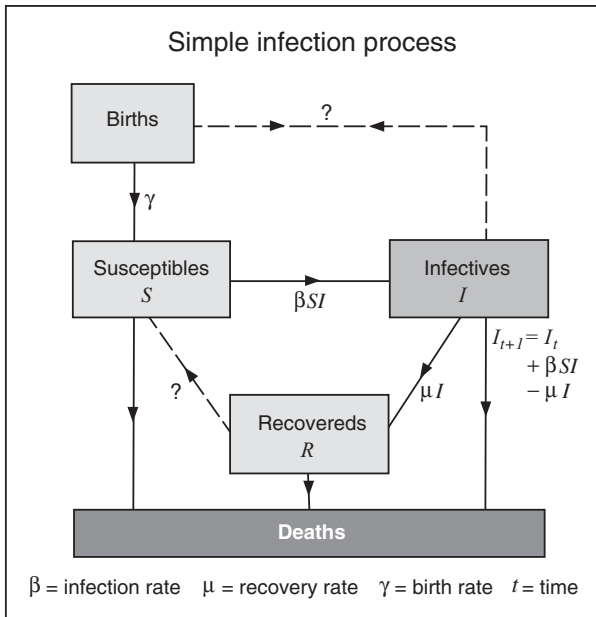 Simple infection process
Births
?
γ
Susceptibles
S
βSI
Infectives
I
I_{t+1} = I_t
+ βSI
− μI
?
μI
Recovereds
R
Deaths
β = infection rate μ = recovery rate γ = birth rate t = time